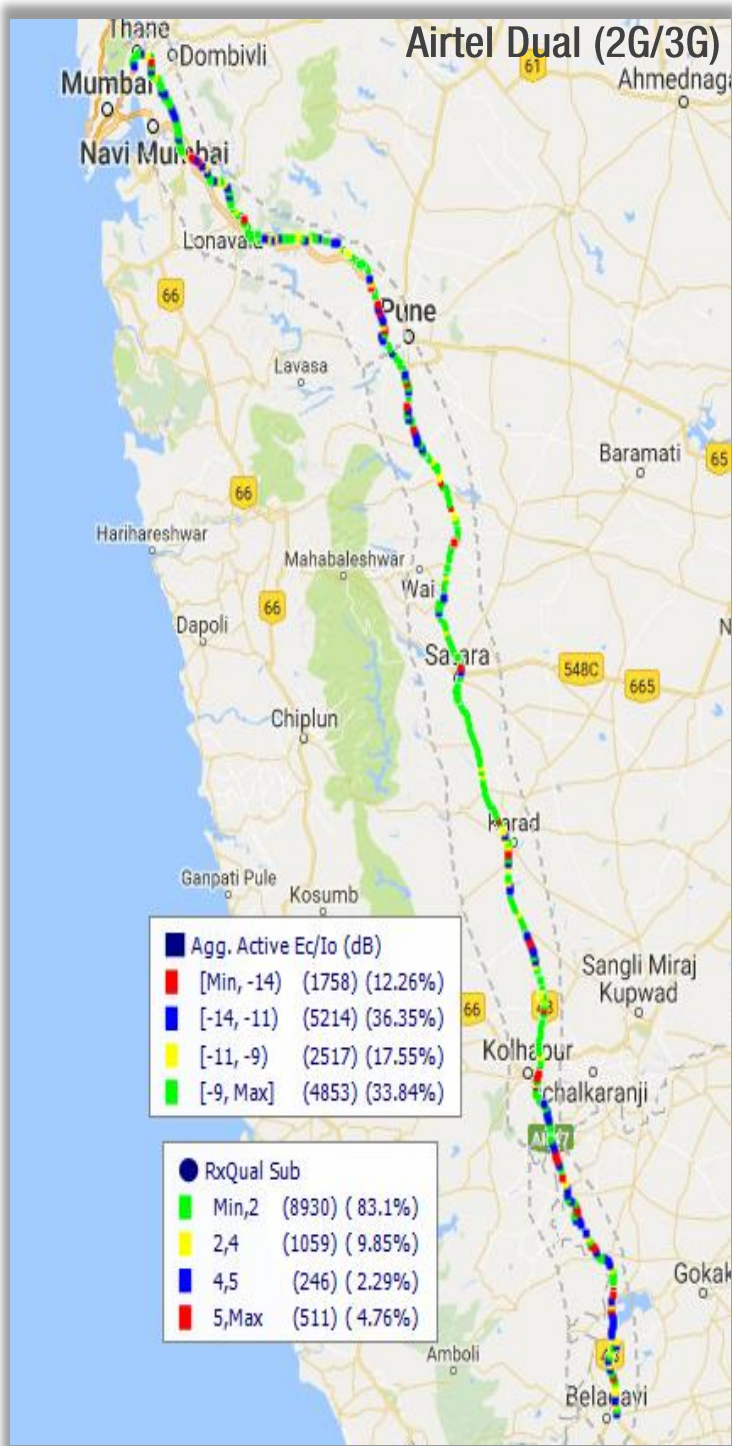 Airtel Dual (2G/3G)
Thane
Dombivli
61
Mumbai
Ahmednaga
Navi Mumbai
Lonavala
66
Pune
Lavasa
Baramati
65
66
Harihareshwar
Mahabaleshwar
Wai
66
Dapoli
N
Satara
548C
665
Chiplun
Karad
Ganpati Pule
Kosumb
Agg. Active Ec/Io (dB)
[Min, -14) (1758) (12.26%)
[-14, -11) (5214) (36.35%)
[-11, -9) (2517) (17.55%)
[-9, Max] (4853) (33.84%)
Sangli Miraj
Kupwad
66
Kolhapur
chalkaranji
RxQual Sub
Min,2 (8930) ( 83.1%)
2,4 (1059) ( 9.85%)
4,5 (246) ( 2.29%)
5,Max (511) ( 4.76%)
Gokak
Amboli
Belagavi